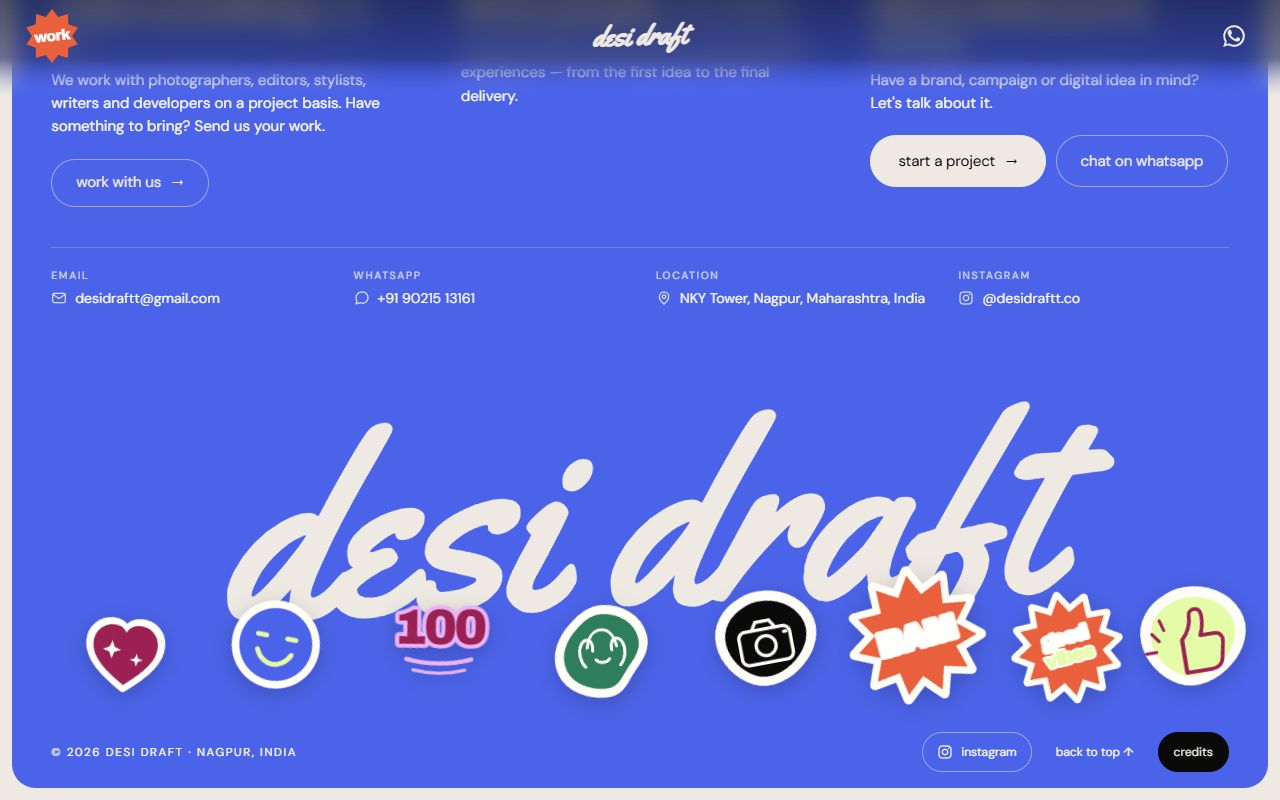 work
desi draft
We work with photographers, editors, stylists,
writers and developers on a project basis. Have
something to bring? Send us your work.
work with us →
experiences — from the first idea to the final
delivery.
Have a brand, campaign or digital idea in mind?
Let's talk about it.
start a project →
chat on whatsapp
EMAIL
desidraftt@gmail.com
WHATSAPP
+91 90215 13161
LOCATION
NKY Tower, Nagpur, Maharashtra, India
INSTAGRAM
@desidraftt.co
desi draft
100
BAM!
good
vibes
© 2026 DESI DRAFT · NAGPUR, INDIA
instagram
back to top ↑
credits